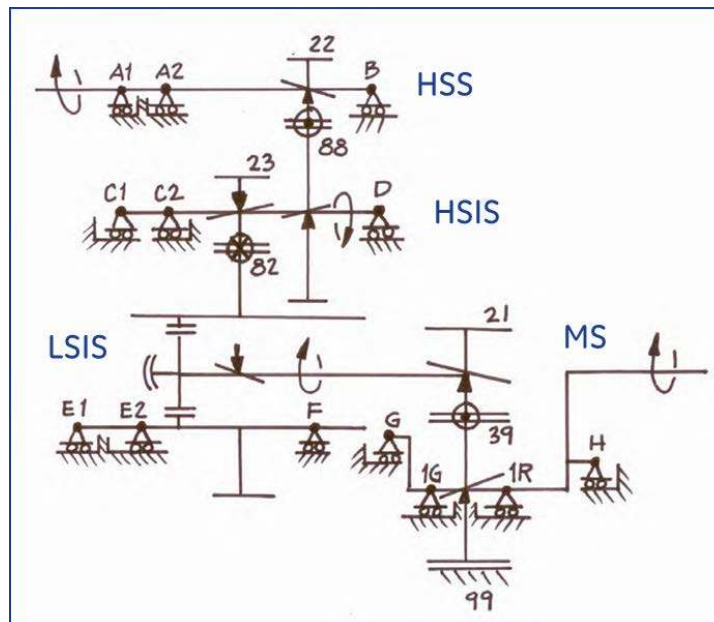 22
A1 A2 B HSS
88
23
C1 C2 D HSIS
82
21
LSIS MS
E1 E2 F G 39 H
1G 1R
99